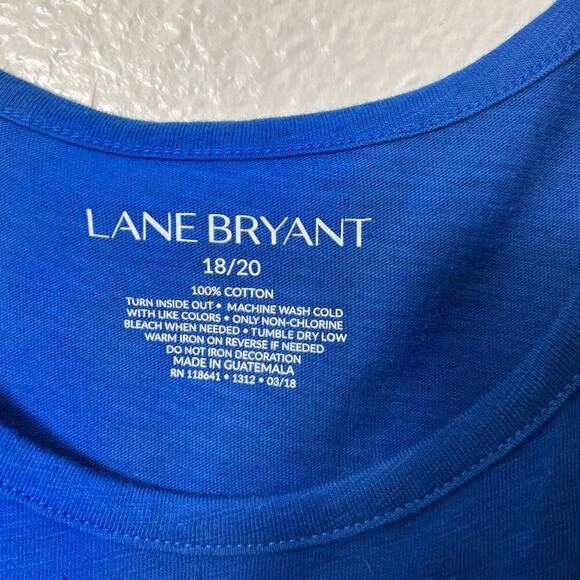 LANE BRYANT
18/20
100% COTTON
TURN INSIDE OUT • MACHINE WASH COLD
WITH LIKE COLORS • ONLY NON-CHLORINE
BLEACH WHEN NEEDED • TUMBLE DRY LOW
WARM IRON ON REVERSE IF NEEDED
DO NOT IRON DECORATION
MADE IN GUATEMALA
RN 118641 • 1312 • 03/18